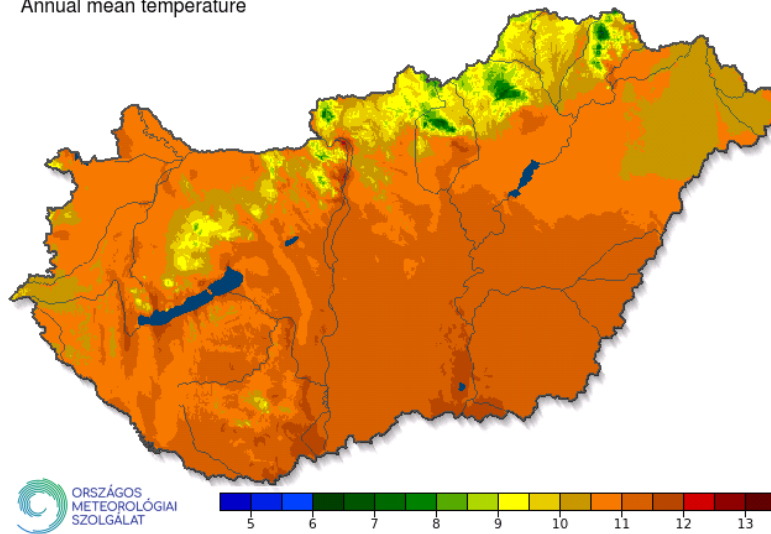 Annual mean temperature
ORSZÁGOS
METEOROLÓGIAI
SZOLGÁLAT
5 6 7 8 9 10 11 12 13